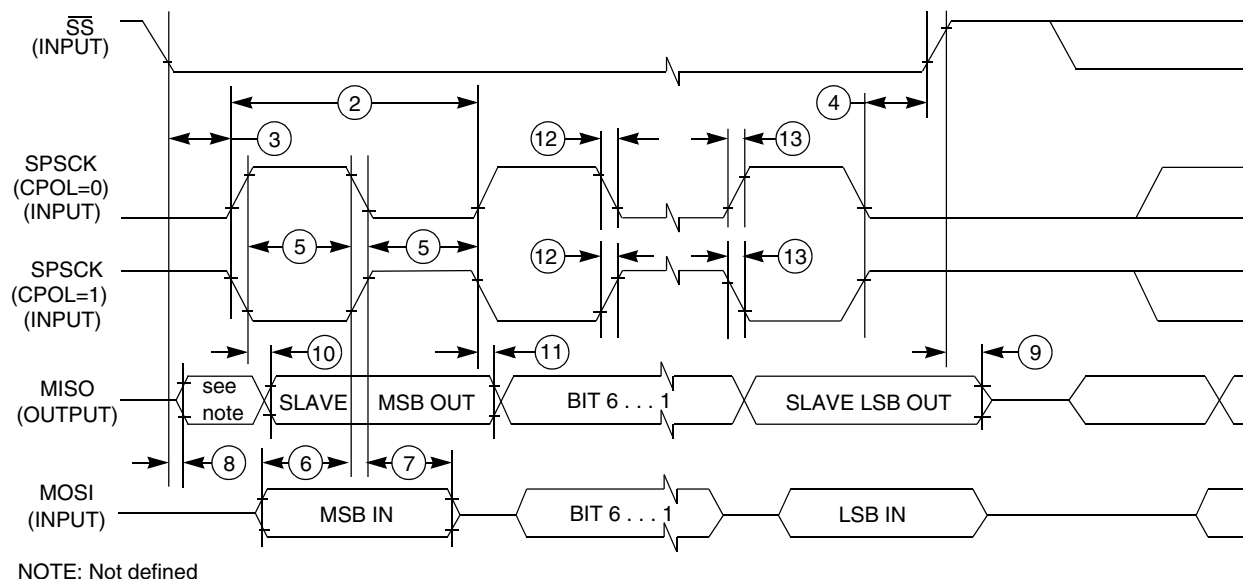 SS
(INPUT)
2
4
3
12
13
SPSCK
(CPOL=0)
(INPUT)
5
5
12
13
SPSCK
(CPOL=1)
(INPUT)
10
11
9
MISO
(OUTPUT)
see
note
SLAVE
MSB OUT
BIT 6 . . . 1
SLAVE LSB OUT
8
6
7
MOSI
(INPUT)
MSB IN
BIT 6 . . . 1
LSB IN
NOTE: Not defined